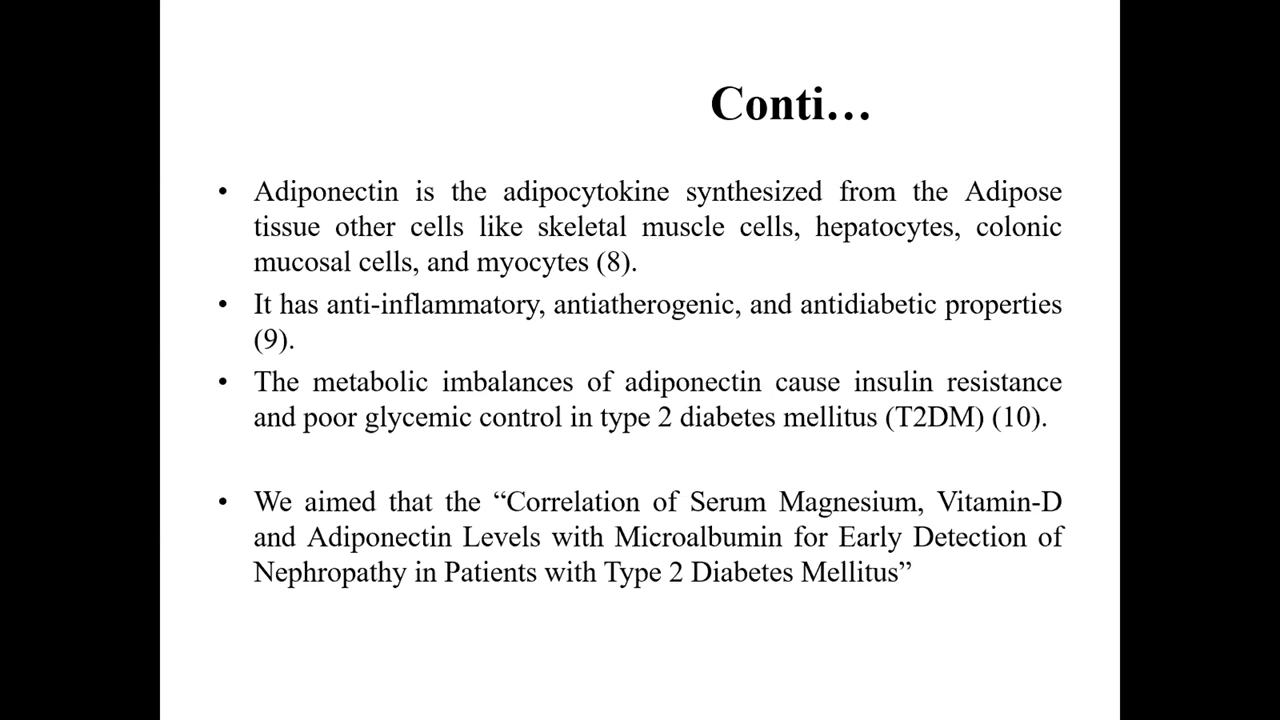 Conti…
• Adiponectin is the adipocytokine synthesized from the Adipose
tissue other cells like skeletal muscle cells, hepatocytes, colonic
mucosal cells, and myocytes (8).
• It has anti-inflammatory, antiatherogenic, and antidiabetic properties
(9).
• The metabolic imbalances of adiponectin cause insulin resistance
and poor glycemic control in type 2 diabetes mellitus (T2DM) (10).
• We aimed that the “Correlation of Serum Magnesium, Vitamin-D
and Adiponectin Levels with Microalbumin for Early Detection of
Nephropathy in Patients with Type 2 Diabetes Mellitus”